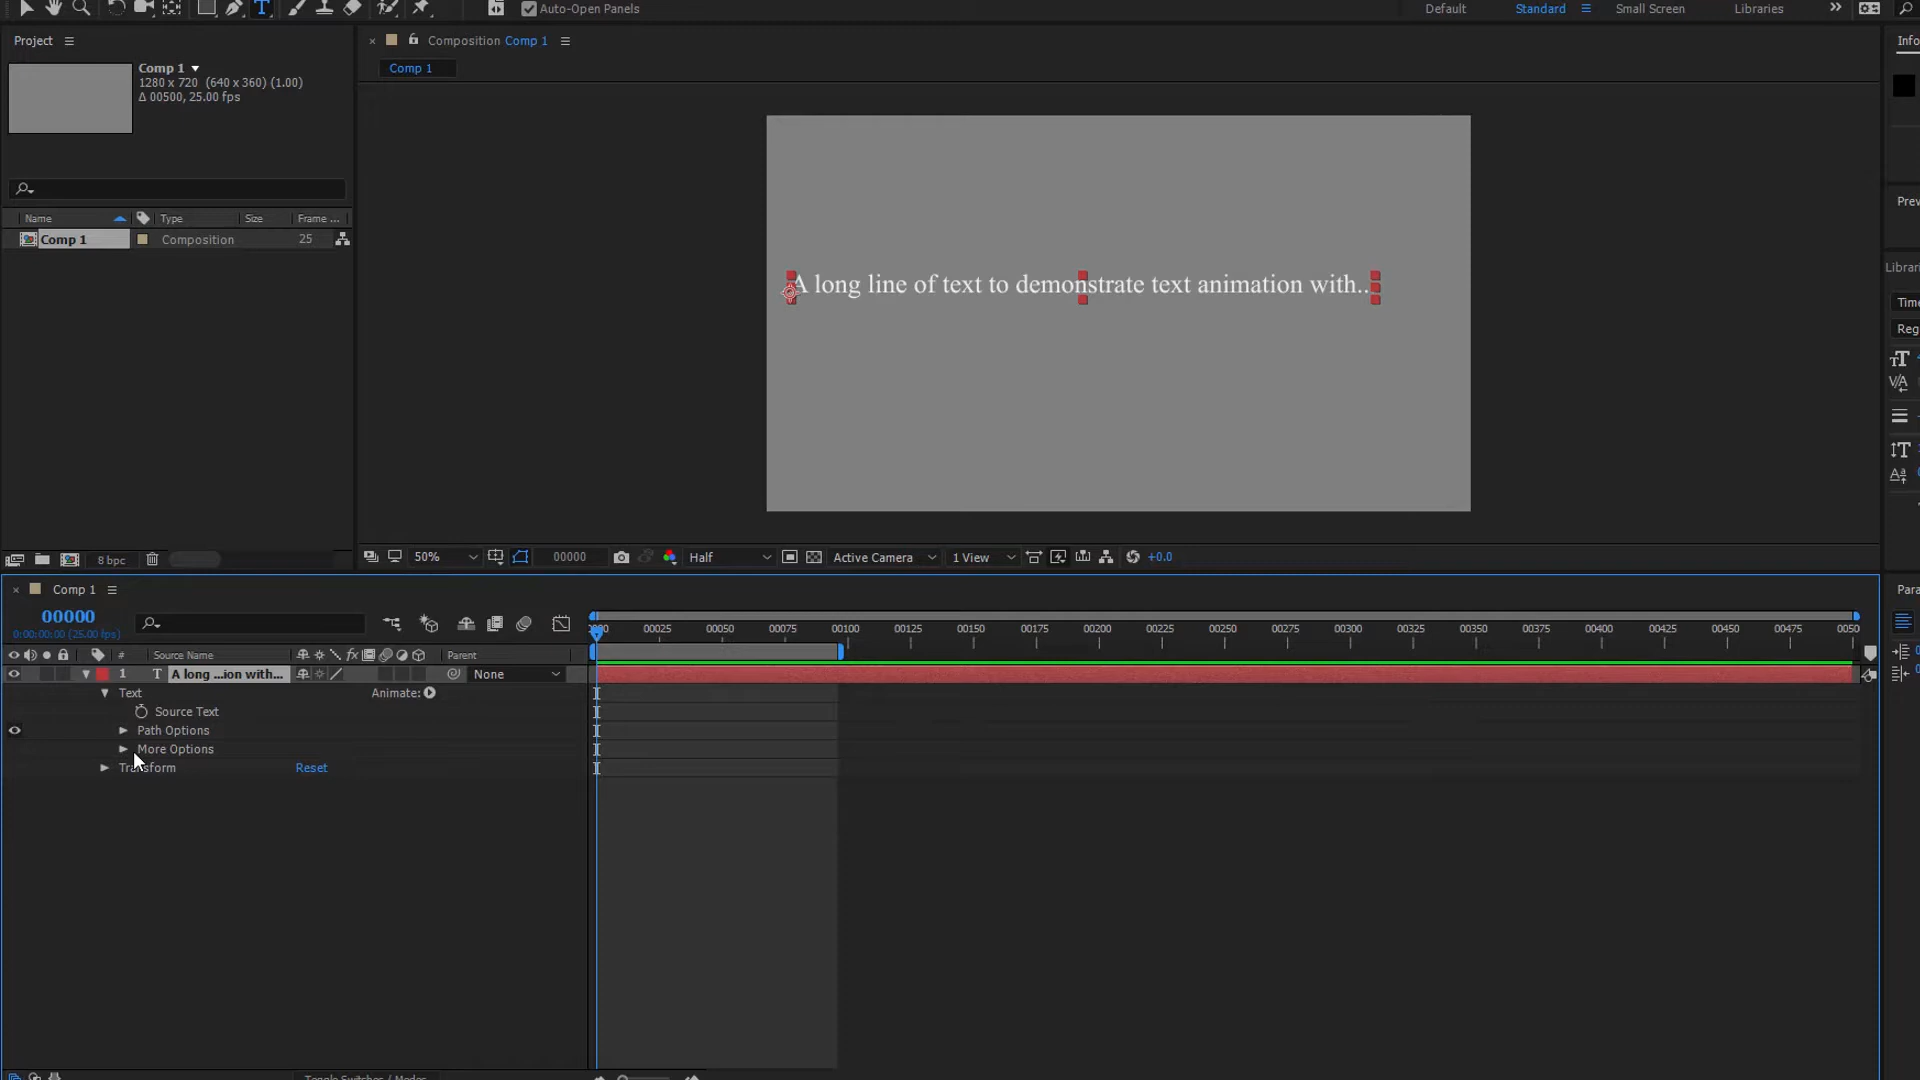 Auto-Open Panels
Default
Standard
Small Screen
Libraries
Project
Composition Comp 1
Info
Comp 1
1280 x 720 (640 x 360) (1.00)
Δ 00500, 25.00 fps
Comp 1
A long line of text to demonstrate text animation with...
Name
Type
Size
Frame ...
Comp 1
Composition
25
8 bpc
50%
00000
Half
Active Camera
1 View
+0.0
Comp 1
00000
0:00:00:00 (25.00 fps)
00025 00050 00075 00100 00125 00150 00175 00200 00225 00250 00275 00300 00325 00350 00375 00400 00425 00450 00475
# Source Name
Parent
1 T A long ...ion with...
None
Text
Animate:
Source Text
Path Options
More Options
Transform
Reset
Toggle Switches / Modes